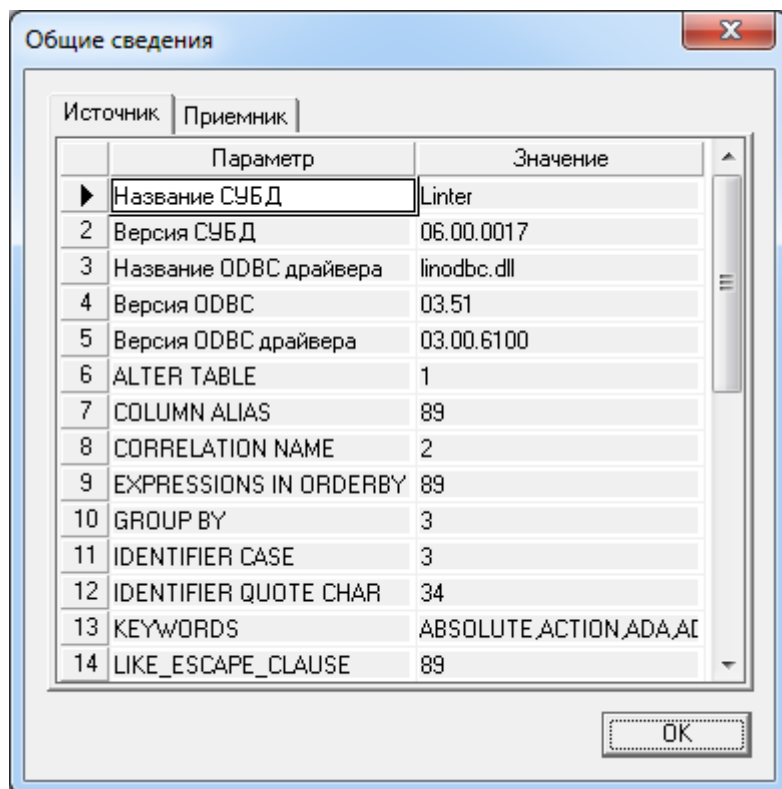 Общие сведения
Источник Приемник
Параметр Значение
Название СУБД Linter
2 Версия СУБД 06.00.0017
3 Название ODBC драйвера linodbc.dll
4 Версия ODBC 03.51
5 Версия ODBC драйвера 03.00.6100
6 ALTER TABLE 1
7 COLUMN ALIAS 89
8 CORRELATION NAME 2
9 EXPRESSIONS IN ORDERBY 89
10 GROUP BY 3
11 IDENTIFIER CASE 3
12 IDENTIFIER QUOTE CHAR 34
13 KEYWORDS ABSOLUTE,ACTION,ADA,AD
14 LIKE_ESCAPE_CLAUSE 89
OK